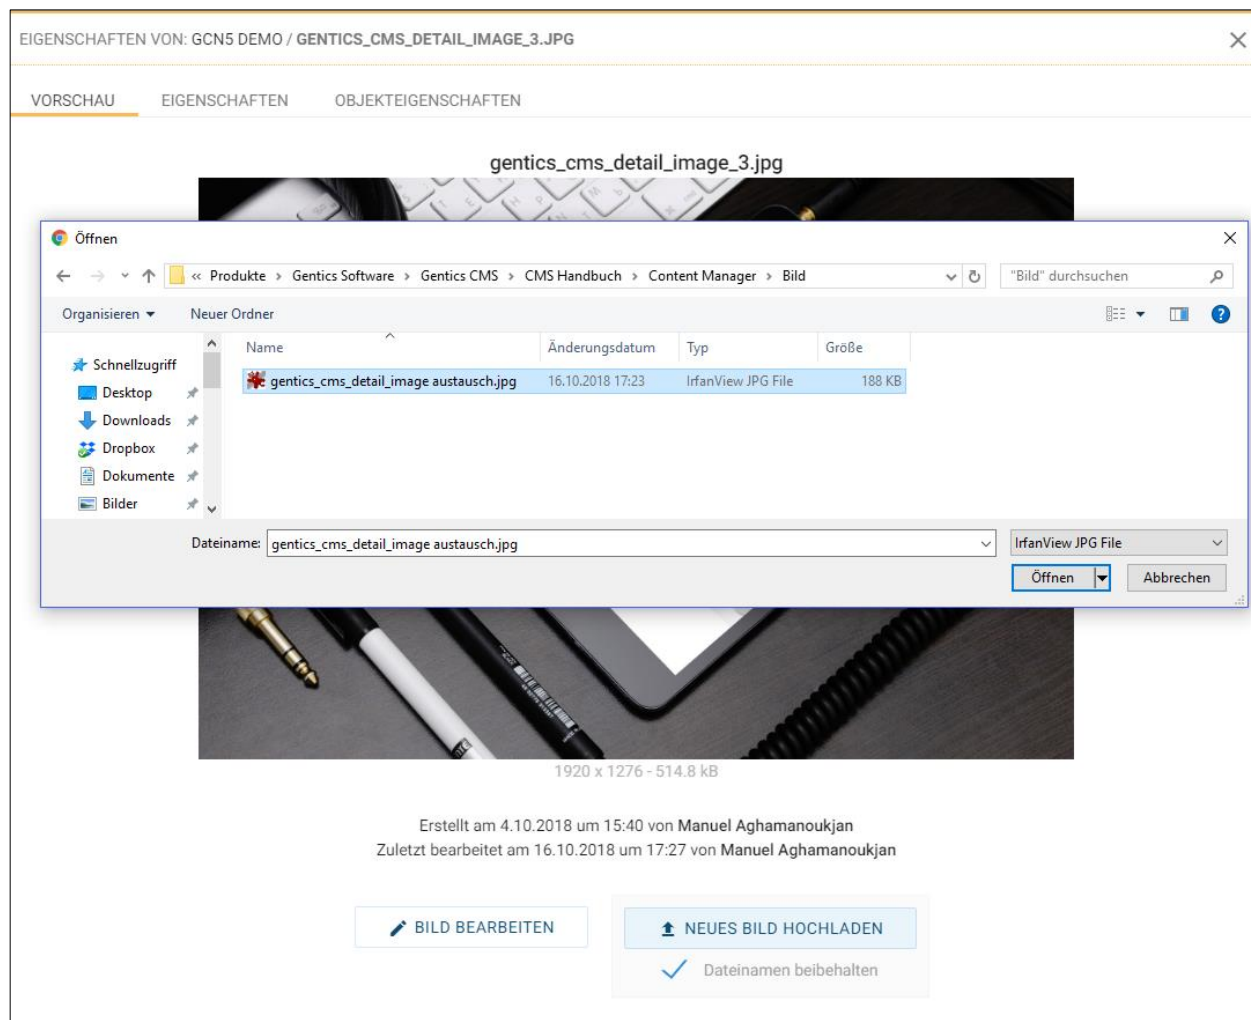 EIGENSCHAFTEN VON: GCN5 DEMO / GENTICS_CMS_DETAIL_IMAGE_3.JPG
VORSCHAU EIGENSCHAFTEN OBJEKTEIGENSCHAFTEN
gentics_cms_detail_image_3.jpg
Öffnen
« Produkte > Gentics Software > Gentics CMS > CMS Handbuch > Content Manager > Bild "Bild" durchsuchen
Organisieren Neuer Ordner
Name Änderungsdatum Typ Größe
Schnellzugriff
gentics_cms_detail_image austausch.jpg 16.10.2018 17:23 IrfanView JPG File 188 KB
Desktop
Downloads
Dropbox
Dokumente
Bilder
Dateiname: gentics_cms_detail_image austausch.jpg IrfanView JPG File
Öffnen Abbrechen
1920 x 1276 - 514.8 kB
Erstellt am 4.10.2018 um 15:40 von Manuel Aghamanoukjan
Zuletzt bearbeitet am 16.10.2018 um 17:27 von Manuel Aghamanoukjan
BILD BEARBEITEN NEUES BILD HOCHLADEN
Dateinamen beibehalten